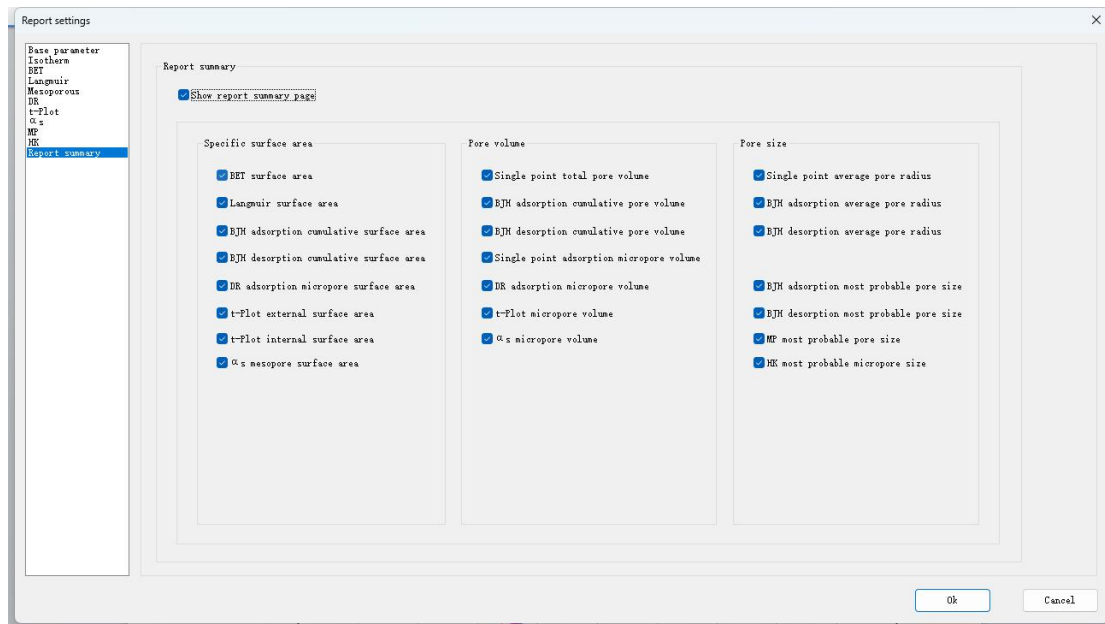 Report settings
Base parameter
Isotherm
BET
Langmuir
Mesoporous
DR
t-Plot
αs
MP
HK
Report summary
Report summary
Show report summary page
Specific surface area
BET surface area
Langmuir surface area
BJH adsorption cumulative surface area
BJH desorption cumulative surface area
DR adsorption micropore surface area
t-Plot external surface area
t-Plot internal surface area
αs mesopore surface area
Pore volume
Single point total pore volume
BJH adsorption cumulative pore volume
BJH desorption cumulative pore volume
Single point adsorption micropore volume
DR adsorption micropore volume
t-Plot micropore volume
αs micropore volume
Pore size
Single point average pore radius
BJH adsorption average pore radius
BJH desorption average pore radius
BJH adsorption most probable pore size
BJH desorption most probable pore size
MP most probable pore size
HK most probable micropore size
Ok
Cancel